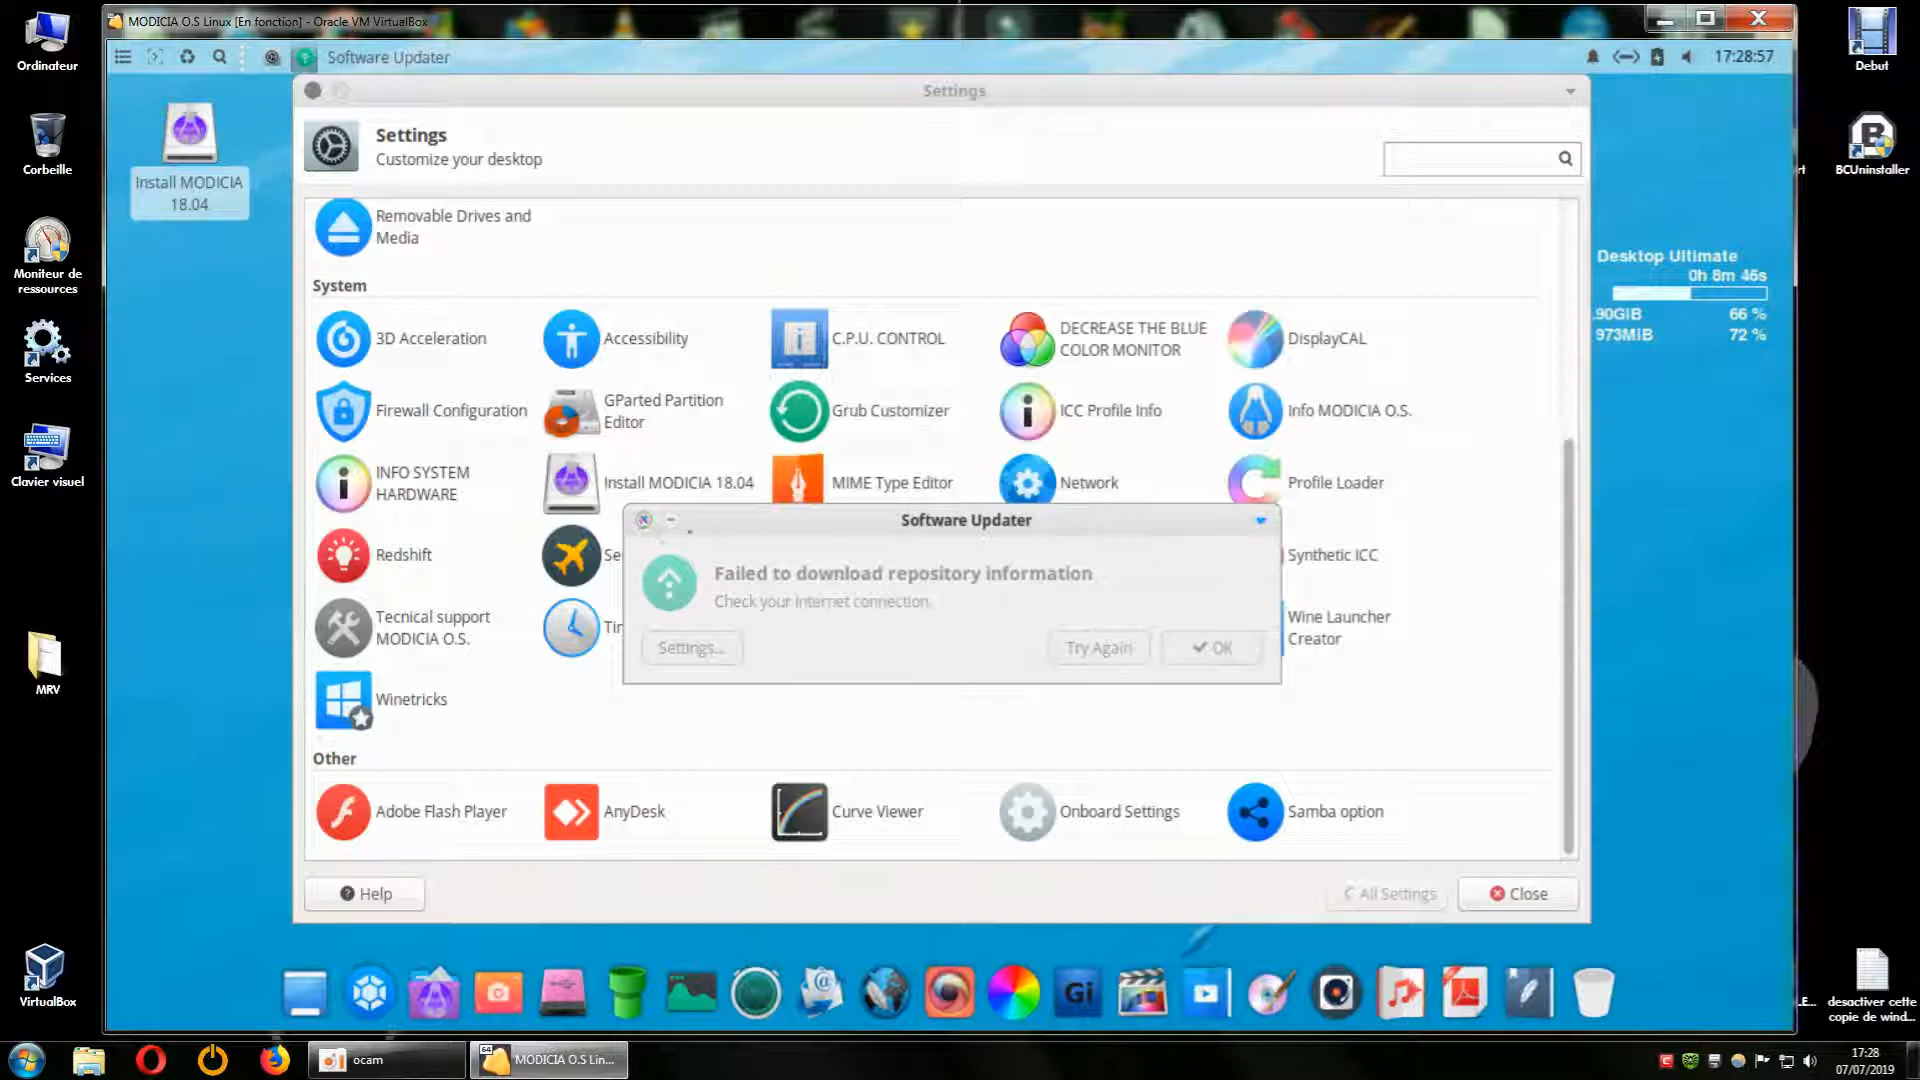 MODICIA O.S Linux [En fonction] - Oracle VM VirtualBox
Ordinateur
Corbeille
Moniteur de
ressources
Services
Clavier visuel
MRV
VirtualBox
Debut
BCUninstaller
desactiver cette
copie de wind...
Software Updater
17:28:57
Install MODICIA
18.04
Settings
Settings
Customize your desktop
Removable Drives and
Media
System
3D Acceleration
Accessibility
C.P.U. CONTROL
DECREASE THE BLUE
COLOR MONITOR
DisplayCAL
Firewall Configuration
GParted Partition
Editor
Grub Customizer
ICC Profile Info
Info MODICIA O.S.
INFO SYSTEM
HARDWARE
Install MODICIA 18.04
MIME Type Editor
Network
Profile Loader
Redshift
Se
Synthetic ICC
Tecnical support
MODICIA O.S.
Wine Launcher
Creator
Winetricks
Software Updater
Failed to download repository information
Check your Internet connection.
Settings...
Try Again
OK
Other
Adobe Flash Player
AnyDesk
Curve Viewer
Onboard Settings
Samba option
Help
All Settings
Close
Desktop Ultimate
0h 8m 46s
.90GIB 66 %
973MIB 72 %
Gi
ocam
64
MODICIA O.S Lin...
17:28
07/07/2019